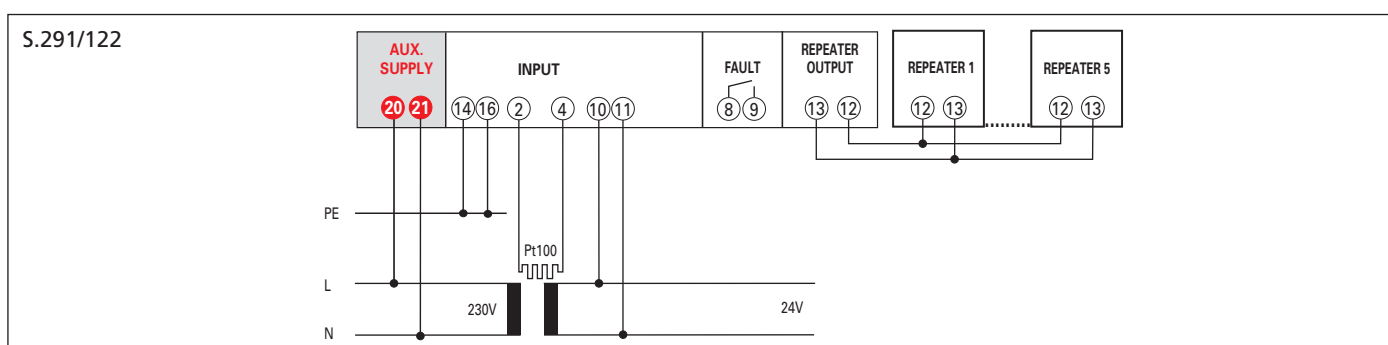 S.291/122
AUX.
SUPPLY
INPUT
FAULT
REPEATER
OUTPUT
REPEATER 1
REPEATER 5
20 21 14 16 2 4 10 11 8 9 13 12 12 13 12 13
PE
Pt100
L
230V
24V
N